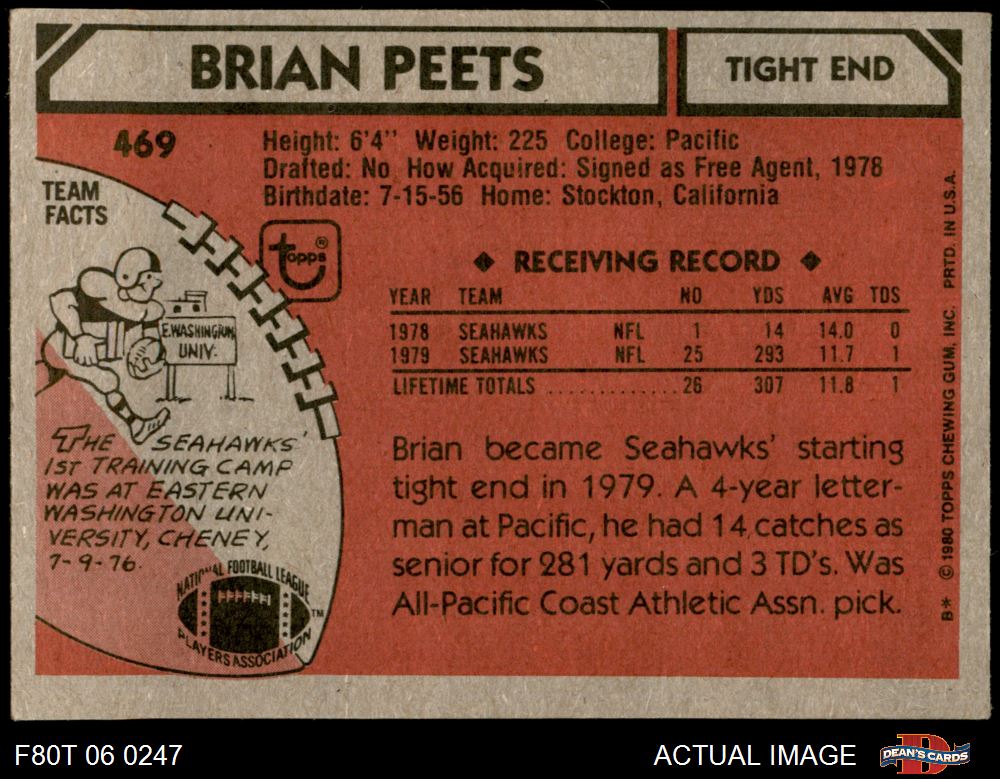 BRIAN PEETS
TIGHT END
469
Height: 6'4" Weight: 225 College: Pacific
Drafted: No How Acquired: Signed as Free Agent, 1978
Birthdate: 7-15-56 Home: Stockton, California
TEAM
FACTS
topps®
E.WASHINGTON
UNIV.
THE SEAHAWKS'
1ST TRAINING CAMP
WAS AT EASTERN
WASHINGTON UNI-
VERSITY, CHENEY,
7-9-76.
NATIONAL FOOTBALL LEAGUE
PLAYERS ASSOCIATION
TM
◆ RECEIVING RECORD ◆
YEAR TEAM NO YDS AVG TDS
1978 SEAHAWKS NFL 1 14 14.0 0
1979 SEAHAWKS NFL 25 293 11.7 1
LIFETIME TOTALS ............. 26 307 11.8 1
Brian became Seahawks' starting
tight end in 1979. A 4-year letter-
man at Pacific, he had 14 catches as
senior for 281 yards and 3 TD's. Was
All-Pacific Coast Athletic Assn. pick.
B* © 1980 TOPPS CHEWING GUM, INC. PRTD. IN U.S.A.
F80T 06 0247
ACTUAL IMAGE
D
DEAN'S CARDS